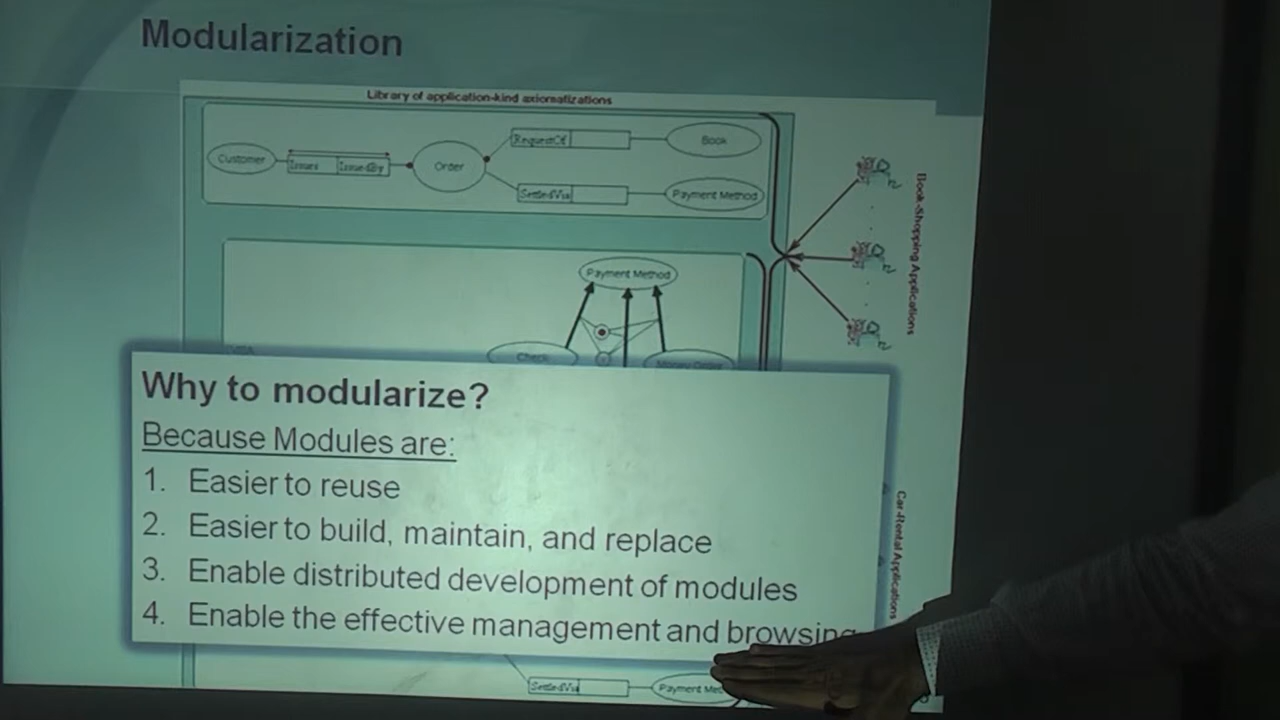 Modularization
Library of application-kind axiomatizations
Customer
Issues
IssuedBy
Order
RequestOf
Book
SettledVia
Payment Method
Book-Shopping Applications
Payment Method
Check
Money Order
Why to modularize?
Because Modules are:
1. Easier to reuse
2. Easier to build, maintain, and replace
3. Enable distributed development of modules
4. Enable the effective management and browsing
Car-Rental Applications
SettledVia
Payment Met